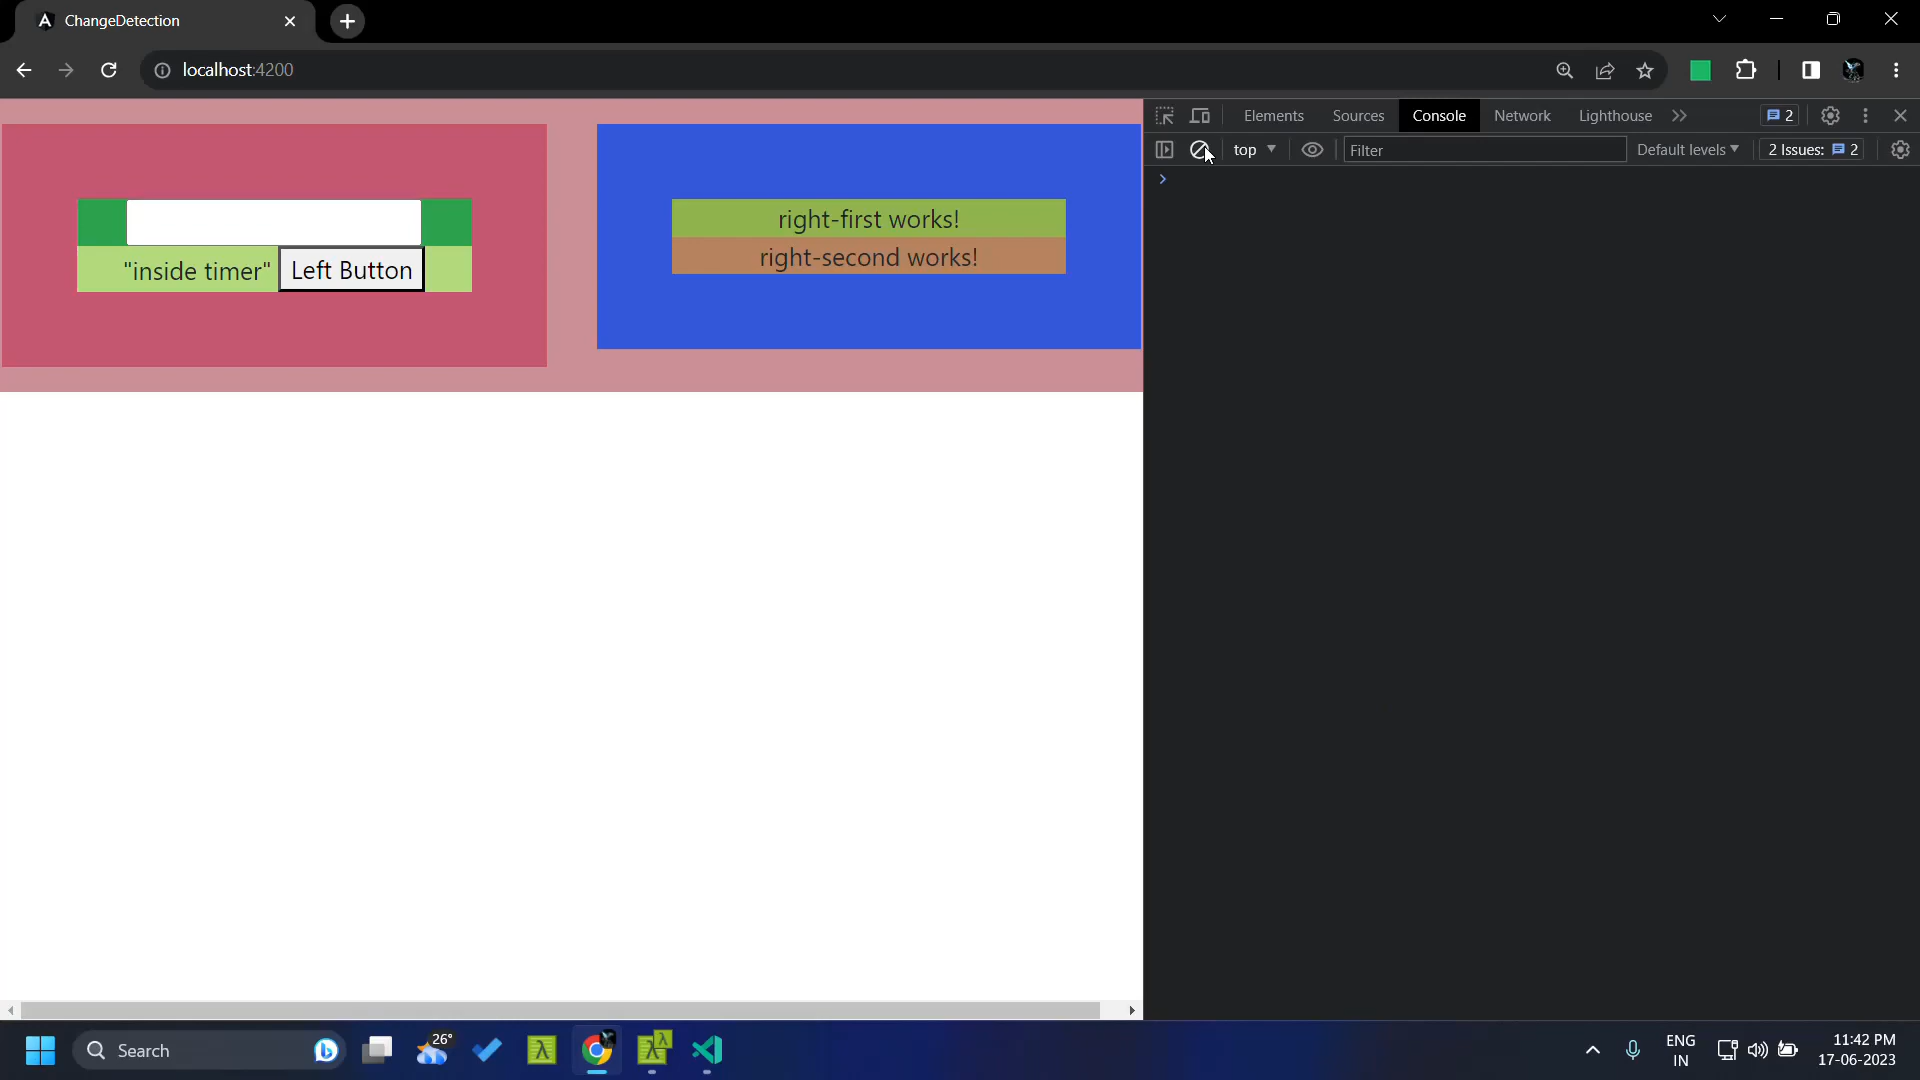 ChangeDetection
localhost:4200
Elements Sources Console Network Lighthouse 2
top Filter Default levels 2 Issues: 2
"inside timer" Left Button
right-first works!
right-second works!
Search 26° ENG IN 11:42 PM 17-06-2023